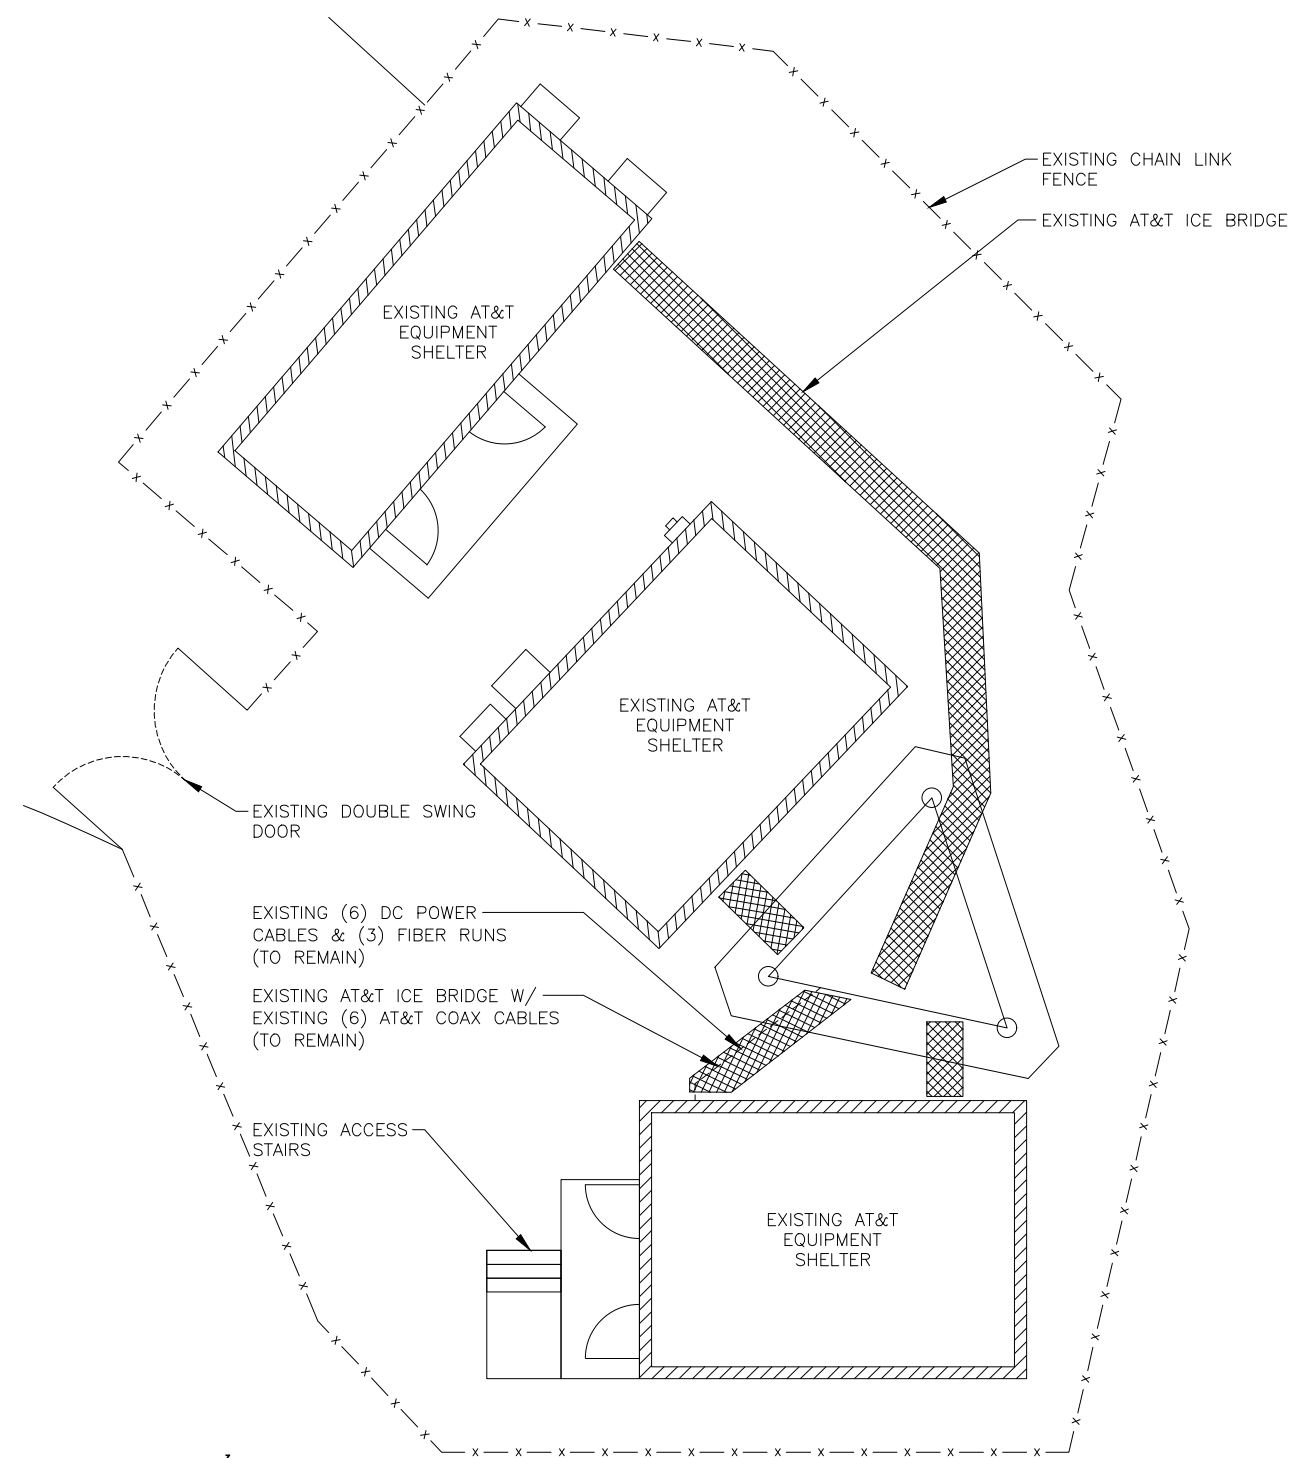 EXISTING CHAIN LINK
FENCE
EXISTING AT&T ICE BRIDGE
EXISTING AT&T
EQUIPMENT
SHELTER
EXISTING AT&T
EQUIPMENT
SHELTER
EXISTING DOUBLE SWING
DOOR
EXISTING (6) DC POWER
CABLES & (3) FIBER RUNS
(TO REMAIN)
EXISTING AT&T ICE BRIDGE W/
EXISTING (6) AT&T COAX CABLES
(TO REMAIN)
EXISTING ACCESS
STAIRS
EXISTING AT&T
EQUIPMENT
SHELTER